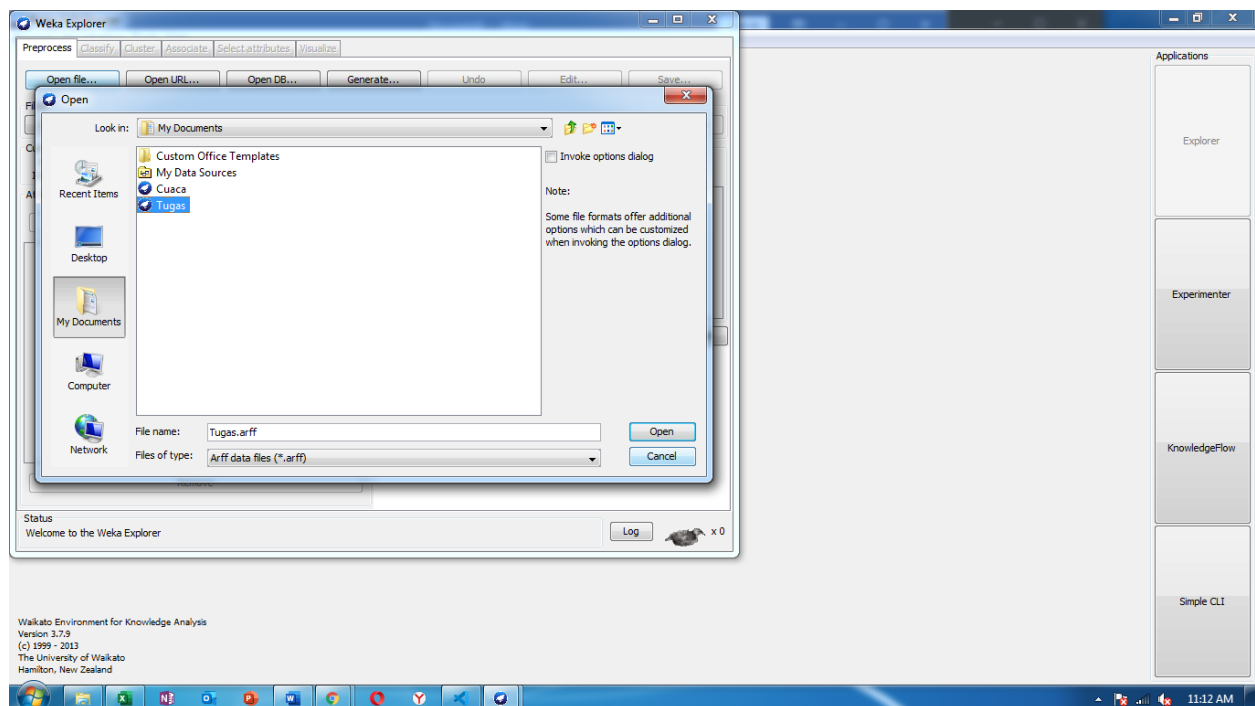 Weka Explorer
Preprocess Classify Cluster Associate Select attributes Visualize
Open file... Open URL... Open DB... Generate... Undo Edit... Save...
Open
Look in: My Documents
Custom Office Templates
My Data Sources
Cuaca
Tugas
Invoke options dialog
Note:
Some file formats offer additional
options which can be customized
when invoking the options dialog.
Recent Items
Desktop
My Documents
Computer
Network
File name: Tugas.arff
Files of type: Arff data files (*.arff)
Open
Cancel
Remove
Status
Welcome to the Weka Explorer
Log
x 0
Applications
Explorer
Experimenter
KnowledgeFlow
Simple CLI
Waikato Environment for Knowledge Analysis
Version 3.7.9
(c) 1999 - 2013
The University of Waikato
Hamilton, New Zealand
11:12 AM